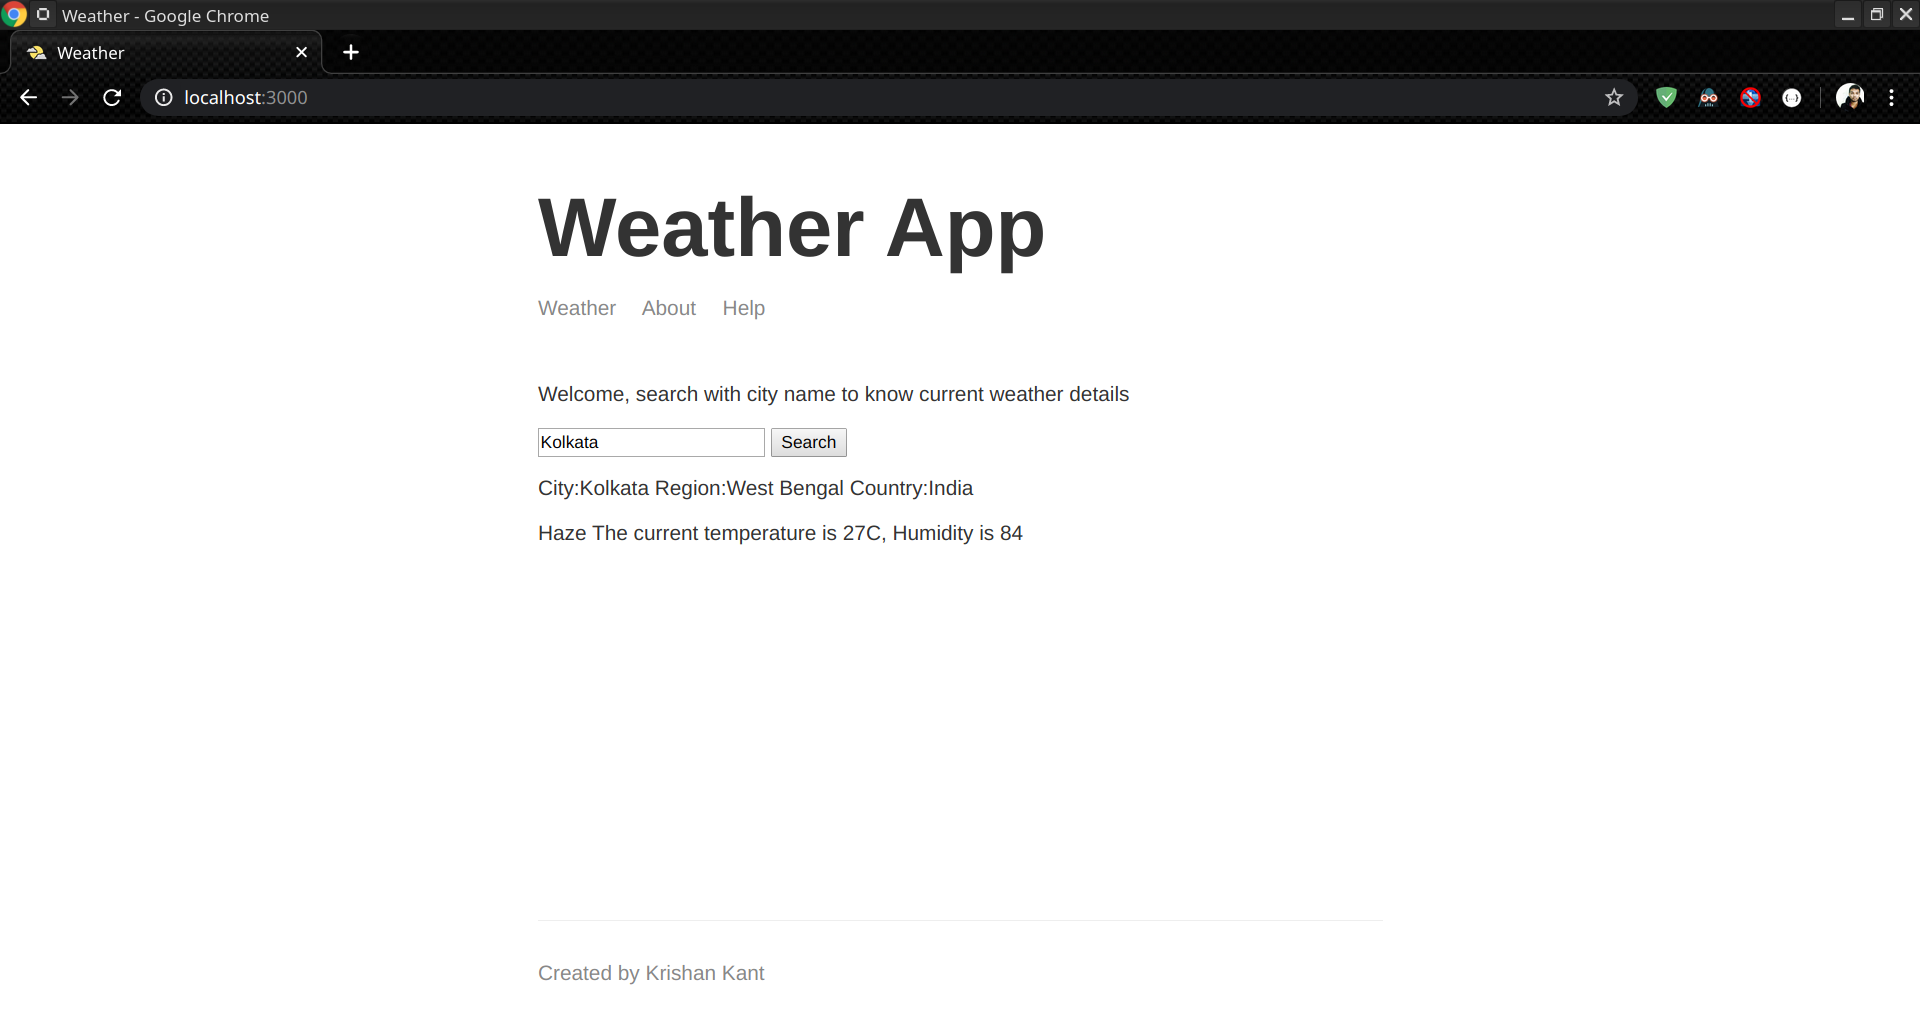 Weather - Google Chrome
Weather
localhost:3000
Weather App
Weather About Help
Welcome, search with city name to know current weather details
Kolkata Search
City:Kolkata Region:West Bengal Country:India
Haze The current temperature is 27C, Humidity is 84
Created by Krishan Kant